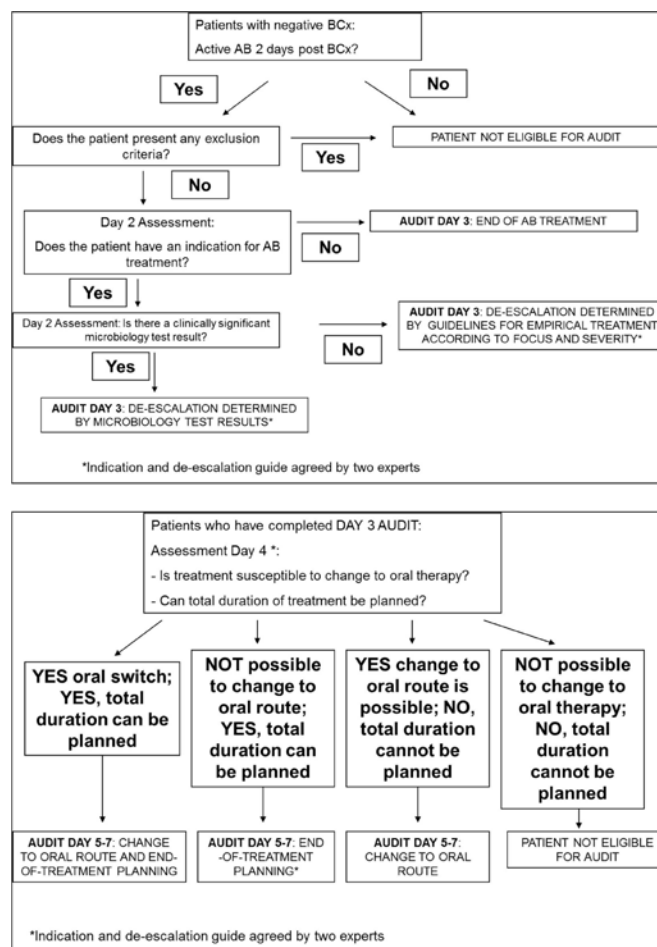 Patients with negative BCx:
Active AB 2 days post BCx?
Yes
No
Does the patient present any exclusion
criteria?
Yes
PATIENT NOT ELIGIBLE FOR AUDIT
No
Day 2 Assessment:
Does the patient have an indication for AB
treatment?
No
AUDIT DAY 3: END OF AB TREATMENT
Yes
Day 2 Assessment: Is there a clinically significant
microbiology test result?
No
AUDIT DAY 3: DE-ESCALATION DETERMINED
BY GUIDELINES FOR EMPIRICAL TREATMENT
ACCORDING TO FOCUS AND SEVERITY*
Yes
AUDIT DAY 3: DE-ESCALATION DETERMINED
BY MICROBIOLOGY TEST RESULTS*
*Indication and de-escalation guide agreed by two experts
Patients who have completed DAY 3 AUDIT:
Assessment Day 4 *:
- Is treatment susceptible to change to oral therapy?
- Can total duration of treatment be planned?
YES oral switch;
YES, total
duration can be
planned
NOT possible
to change to
oral route;
YES, total
duration can be
planned
YES change to
oral route is
possible; NO,
total duration
cannot be
planned
NOT possible
to change to
oral therapy;
NO, total
duration
cannot be
planned
AUDIT DAY 5-7: CHANGE
TO ORAL ROUTE AND END-
OF-TREATMENT PLANNING
AUDIT DAY 5-7: END
-OF-TREATMENT
PLANNING*
AUDIT DAY 5-7:
CHANGE TO ORAL
ROUTE
PATIENT NOT ELIGIBLE
FOR AUDIT
*Indication and de-escalation guide agreed by two experts